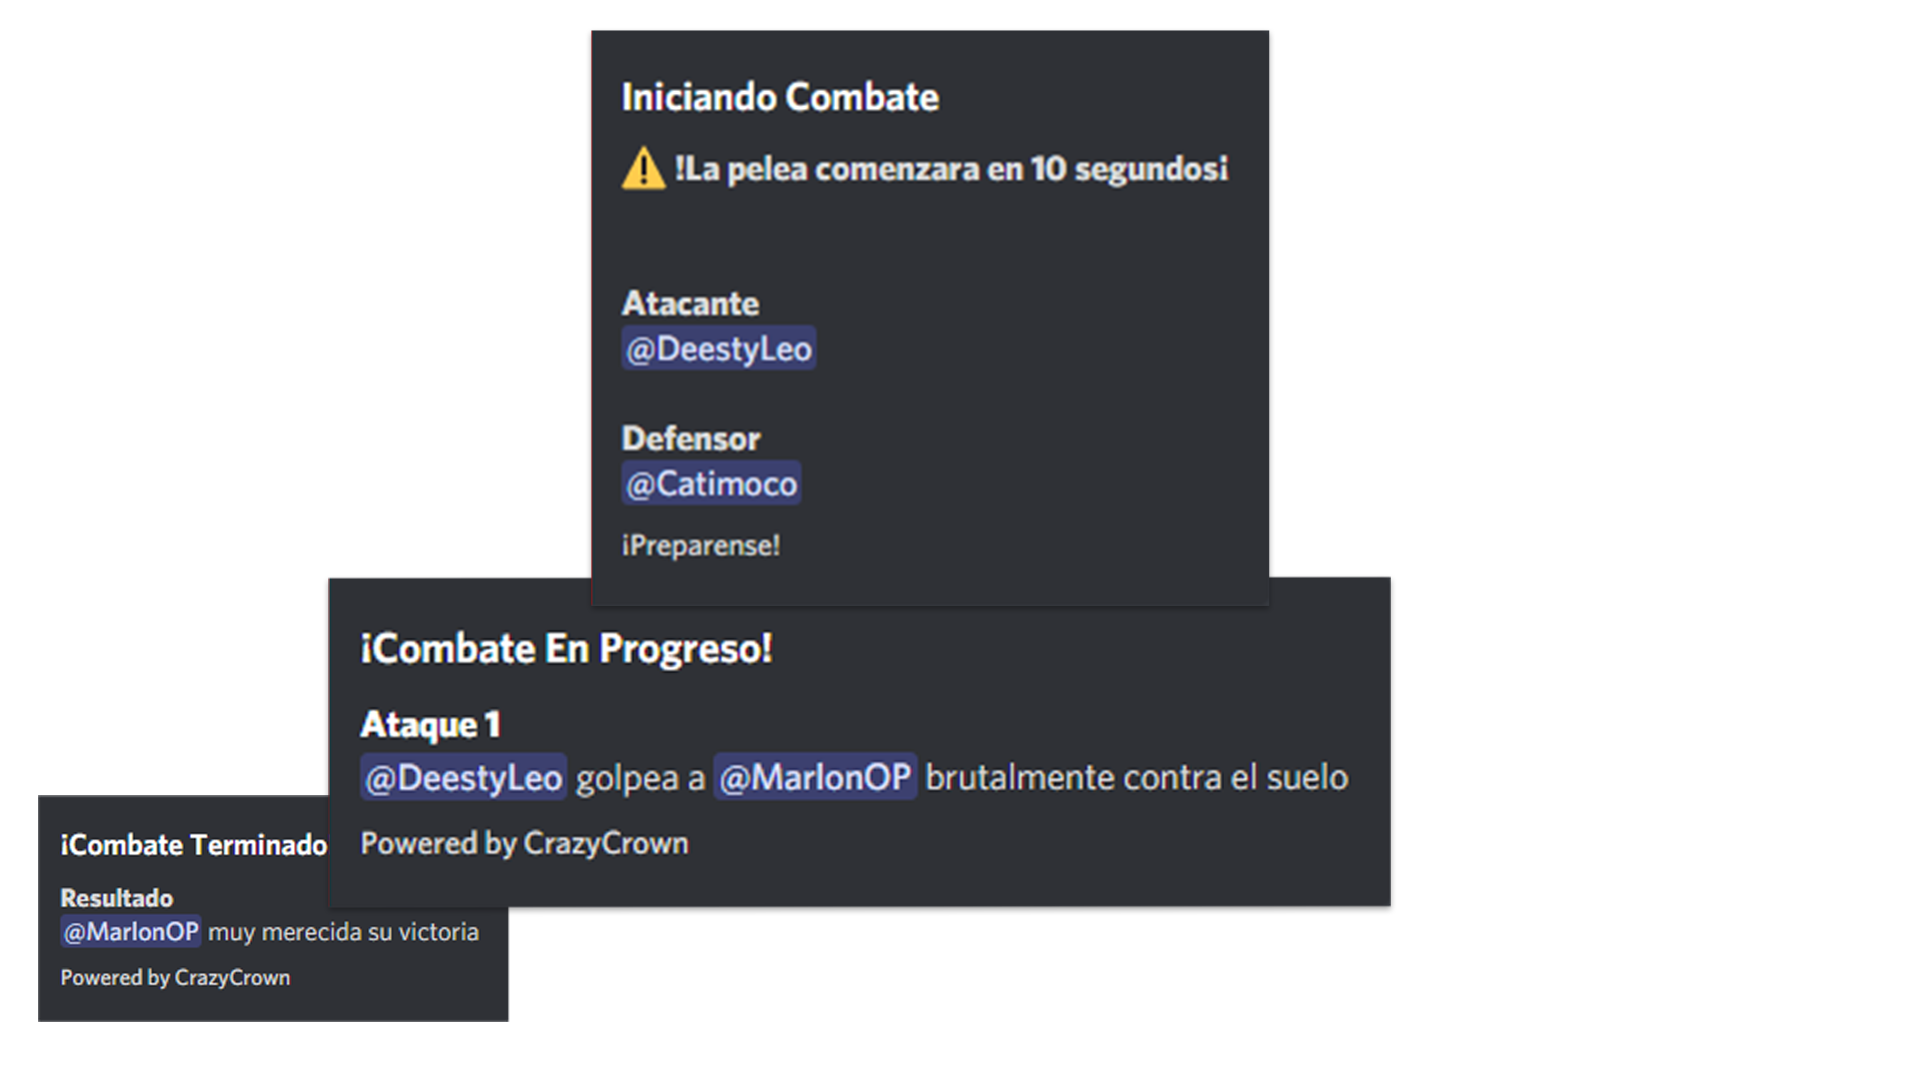 Iniciando Combate
⚠️ !La pelea comenzara en 10 segundos¡
Atacante
@DeestyLeo
Defensor
@Catimoco
¡Preparense!
¡Combate En Progreso!
Ataque 1
@DeestyLeo golpea a @MarlonOP brutalmente contra el suelo
Powered by CrazyCrown
¡Combate Terminado
Resultado
@MarlonOP muy merecida su victoria
Powered by CrazyCrown